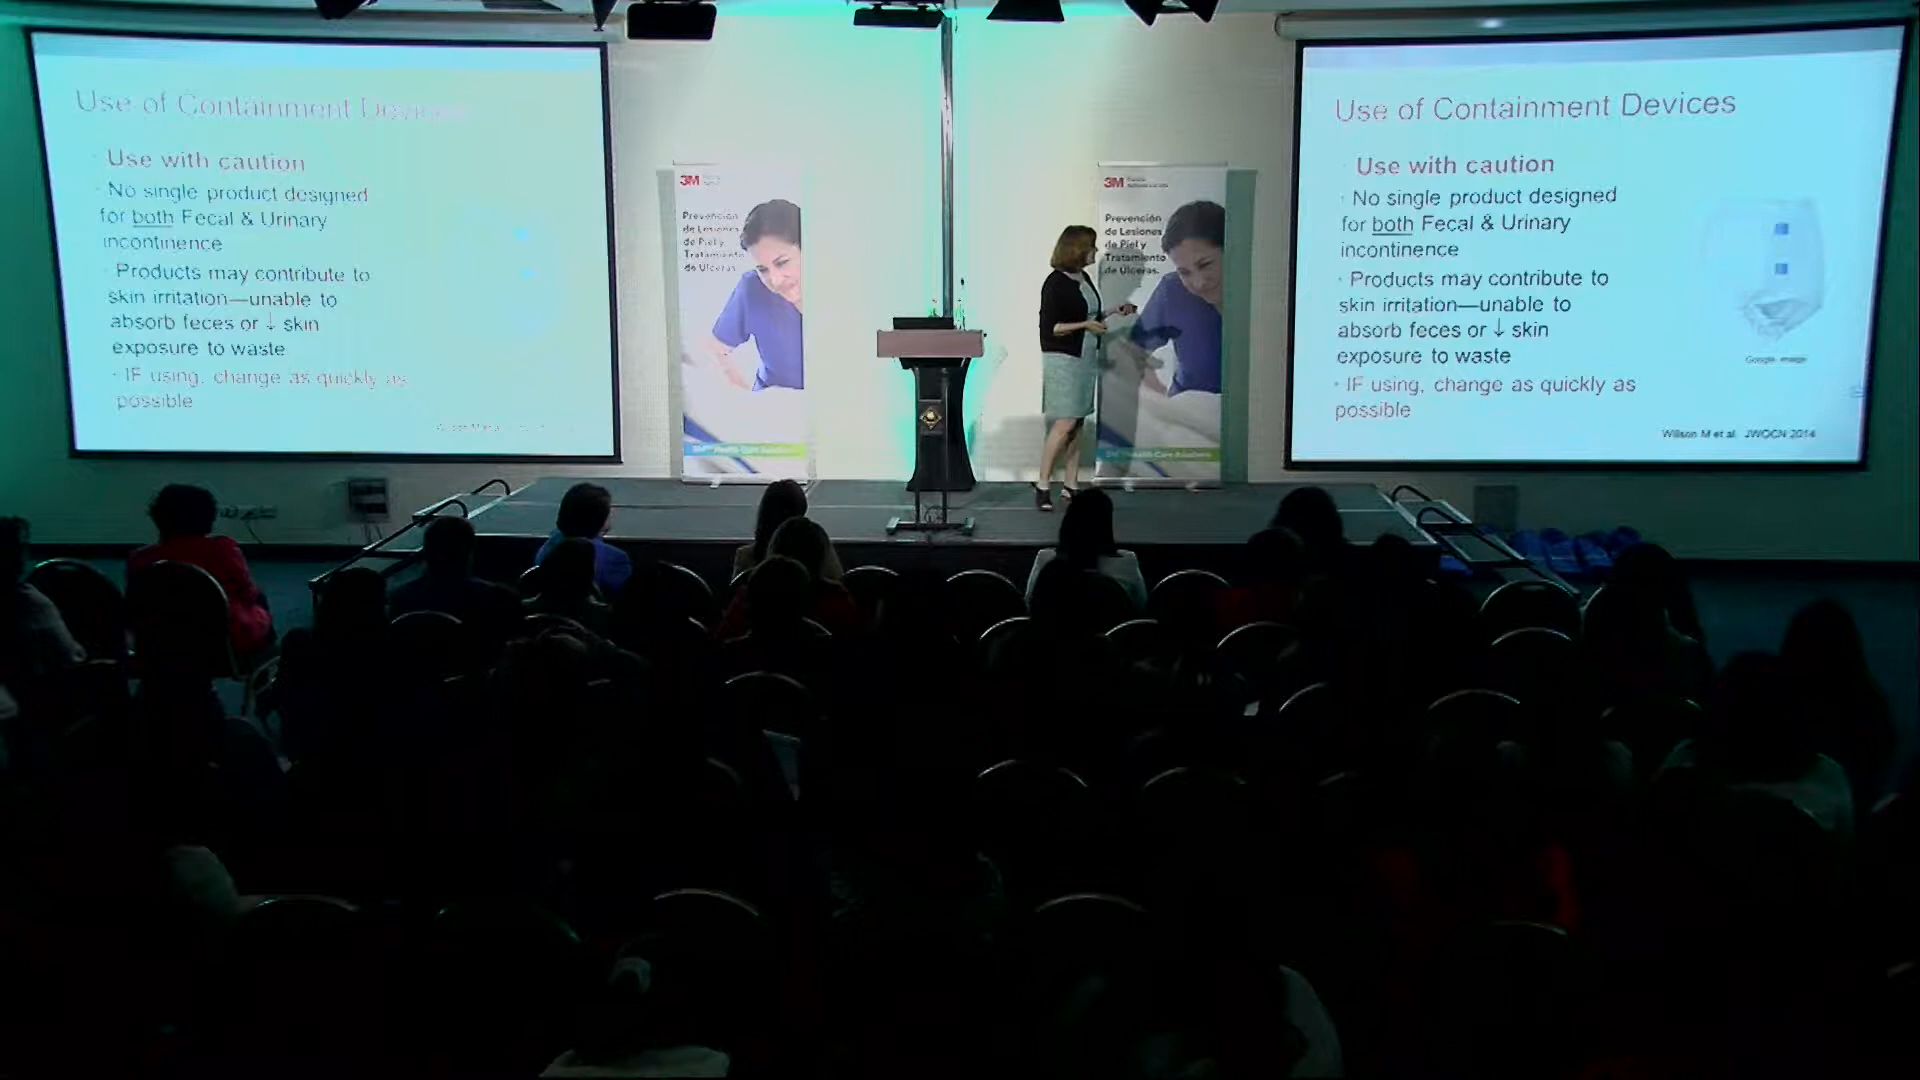 Use of Containment Devices
· Use with caution
· No single product designed
for both Fecal & Urinary
incontinence
· Products may contribute to
skin irritation—unable to
absorb feces or ↓ skin
exposure to waste
· IF using, change as quickly as
possible
3M
Prevención
de Lesiones
de Piel y
Tratamiento
de Úlceras.
3M
Prevención
de Lesiones
de Piel y
Tratamiento
de Úlceras.
Use of Containment Devices
· Use with caution
· No single product designed
for both Fecal & Urinary
incontinence
· Products may contribute to
skin irritation—unable to
absorb feces or ↓ skin
exposure to waste
· IF using, change as quickly as
possible
Google image
Willson M et al. JWOCN 2014